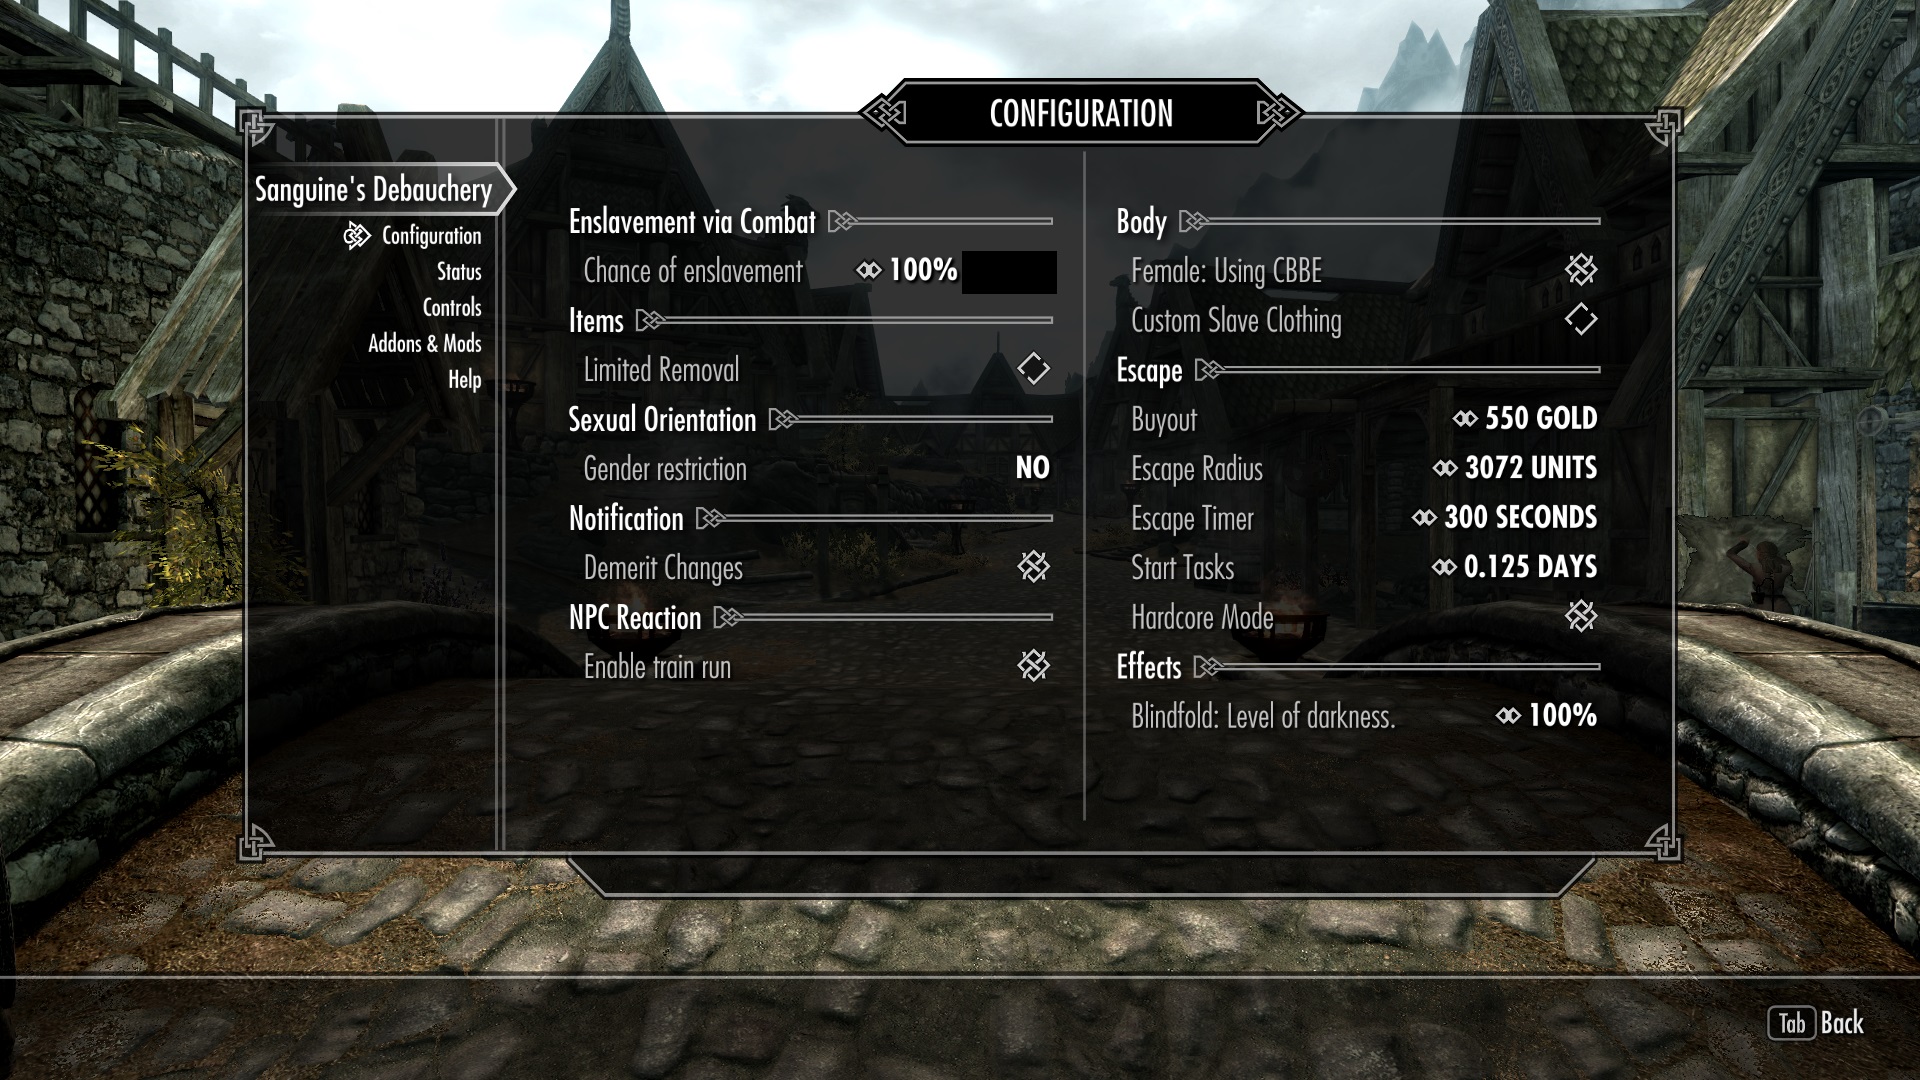 CONFIGURATION
Sanguine's Debauchery
Configuration
Status
Controls
Addons & Mods
Help
Enslavement via Combat
Chance of enslavement 100%
Items
Limited Removal
Sexual Orientation
Gender restriction NO
Notification
Demerit Changes
NPC Reaction
Enable train run
Body
Female: Using CBBE
Custom Slave Clothing
Escape
Buyout 550 GOLD
Escape Radius 3072 UNITS
Escape Timer 300 SECONDS
Start Tasks 0.125 DAYS
Hardcore Mode
Effects
Blindfold: Level of darkness. 100%
Tab Back